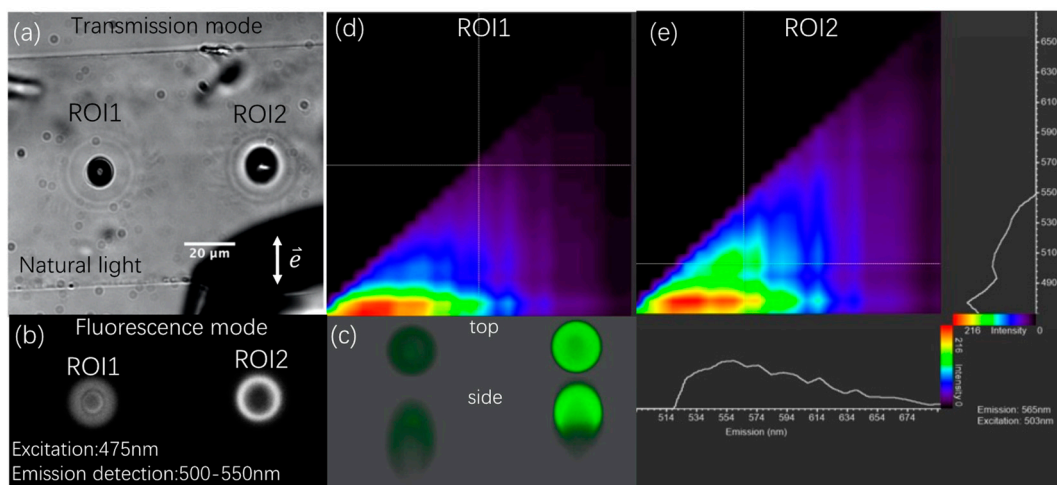 (a) Transmission mode
ROI1
ROI2
20 μm
Natural light
e
(b) Fluorescence mode
ROI1
ROI2
Excitation:475nm
Emission detection:500-550nm
(c)
top
side
(d) ROI1
(e) ROI2
650
630
610
590
570
550
530
510
490
216 Intensity 0
216
Intensity
0
514 534 554 574 594 614 634 654 674
Emission (nm)
Emission: 565nm
Excitation: 503nm